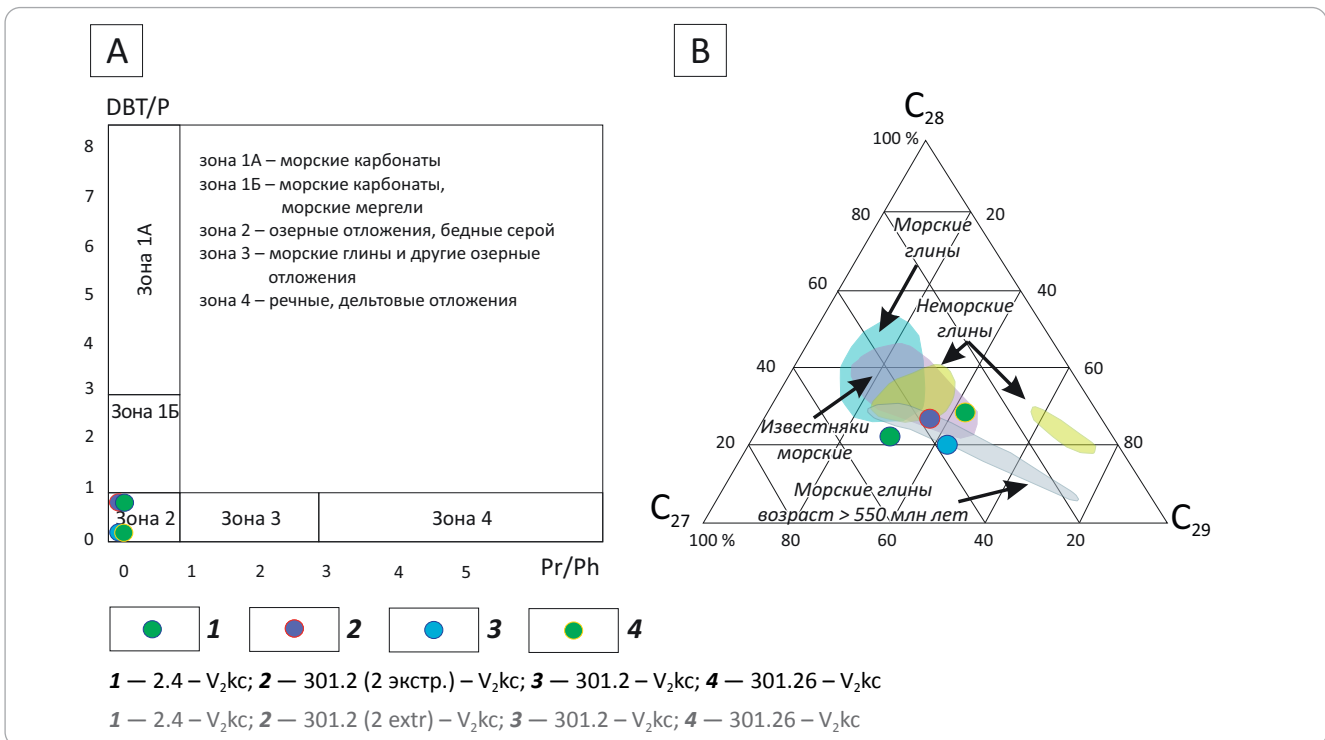 A
DBT/P
8
7
6
5
4
3
2
1
0
Зона 1А
Зона 1Б
Зона 2
Зона 3
Зона 4
зона 1А – морские карбонаты
зона 1Б – морские карбонаты,
морские мергели
зона 2 – озерные отложения, бедные серой
зона 3 – морские глины и другие озерные
отложения
зона 4 – речные, дельтовые отложения
0 1 2 3 4 5 Pr/Ph
B
C₂₈
100 %
80 20
Морские
глины
60 40
Неморские
глины
40 60
Известняки
морские
20 80
Морские глины
возраст > 550 млн лет
C₂₇ C₂₉
100 % 80 60 40 20
1 2 3 4
1 — 2.4 – V₂kc; 2 — 301.2 (2 экстр.) – V₂kc; 3 — 301.2 – V₂kc; 4 — 301.26 – V₂kc
1 — 2.4 – V₂kc; 2 — 301.2 (2 extr) – V₂kc; 3 — 301.2 – V₂kc; 4 — 301.26 – V₂kc